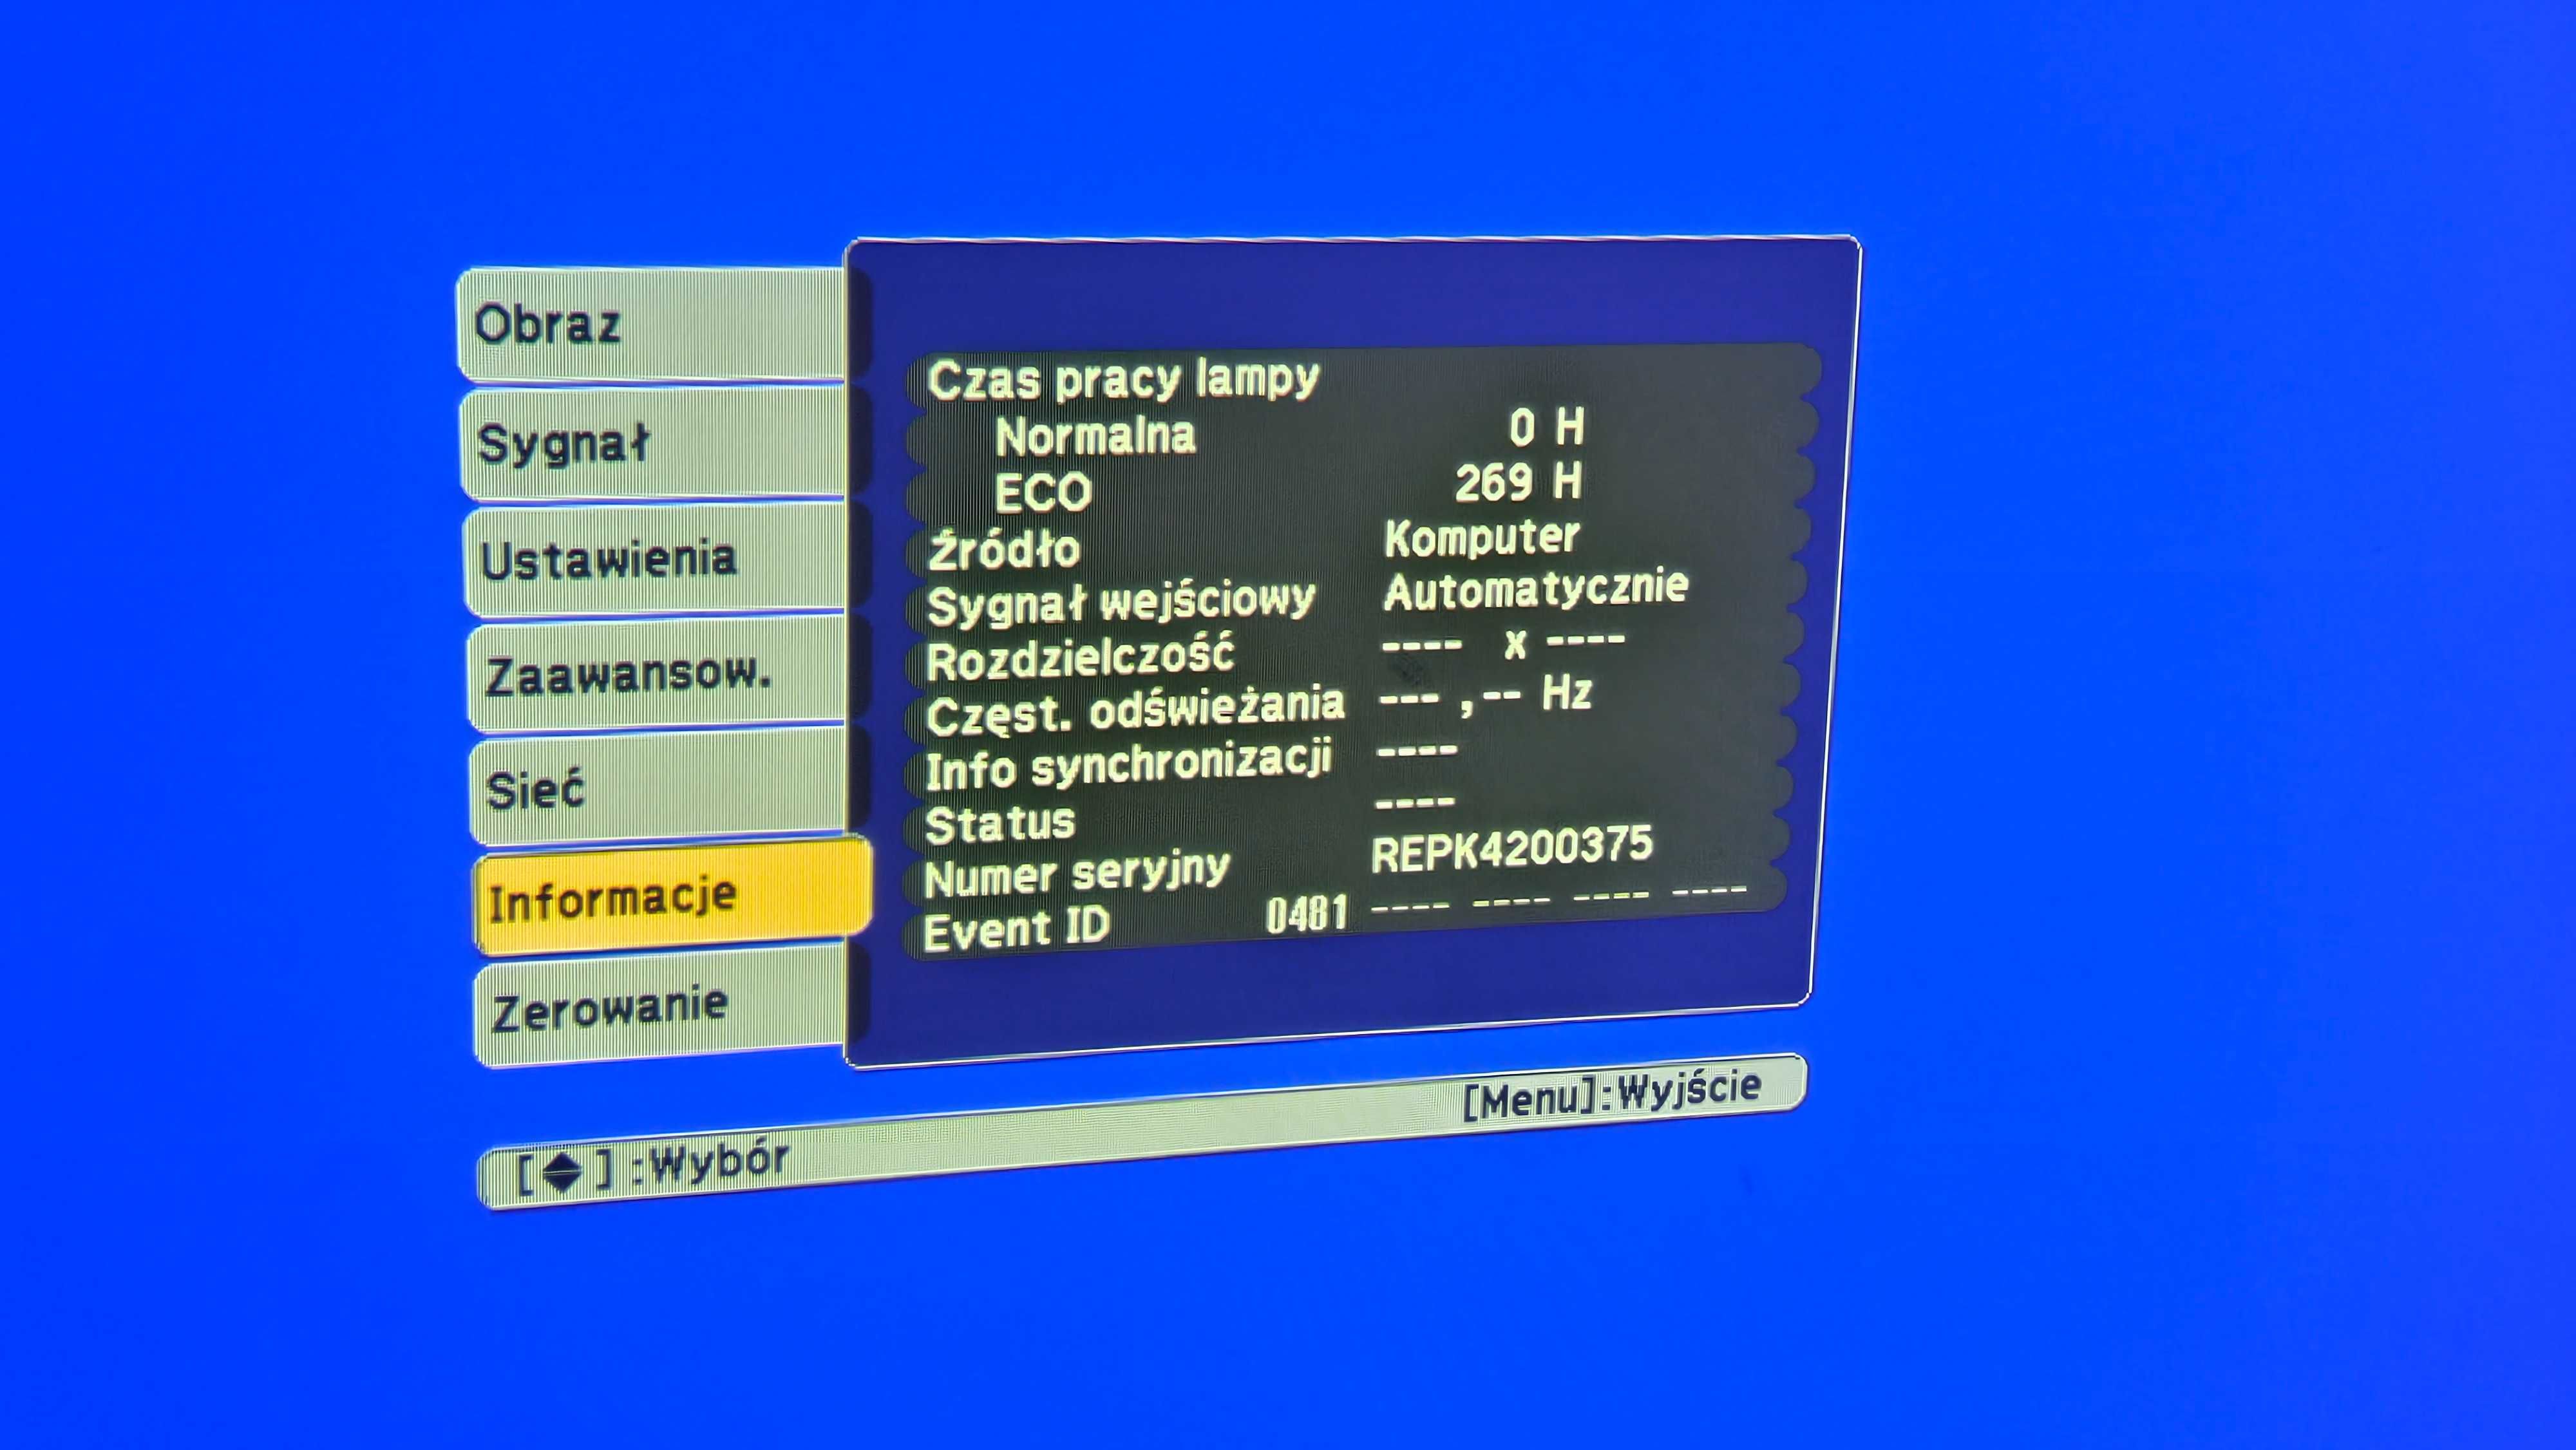 Obraz
Sygnał
Ustawienia
Zaawansow.
Sieć
Informacje
Zerowanie
Czas pracy lampy
Normalna 0 H
ECO 269 H
Źródło Komputer
Sygnał wejściowy Automatycznie
Rozdzielczość ---- x ----
Częst. odświeżania --- ,-- Hz
Info synchronizacji ----
Status ----
Numer seryjny REPK4200375
Event ID 0481 ---- ---- ---- ----
[◆] :Wybór [Menu]:Wyjście